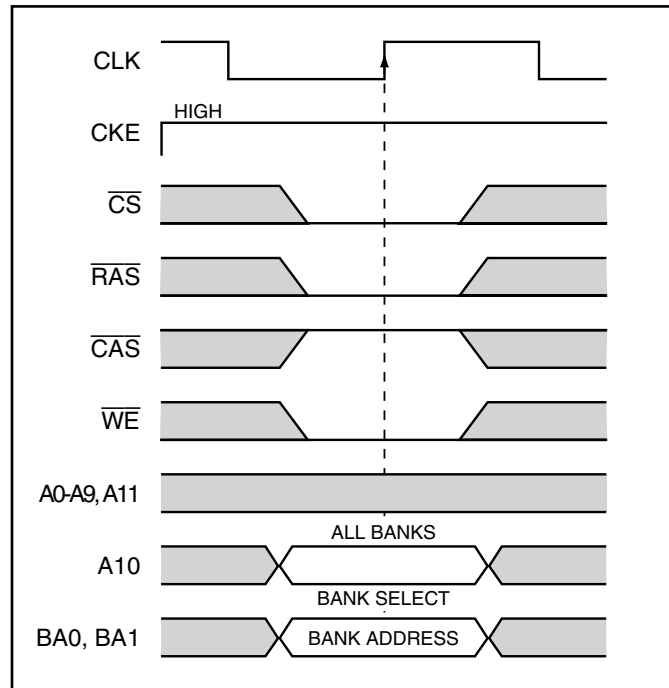 CLK
HIGH
CKE
CS
RAS
CAS
WE
A0-A9, A11
ALL BANKS
A10
BANK SELECT
BA0, BA1 BANK ADDRESS